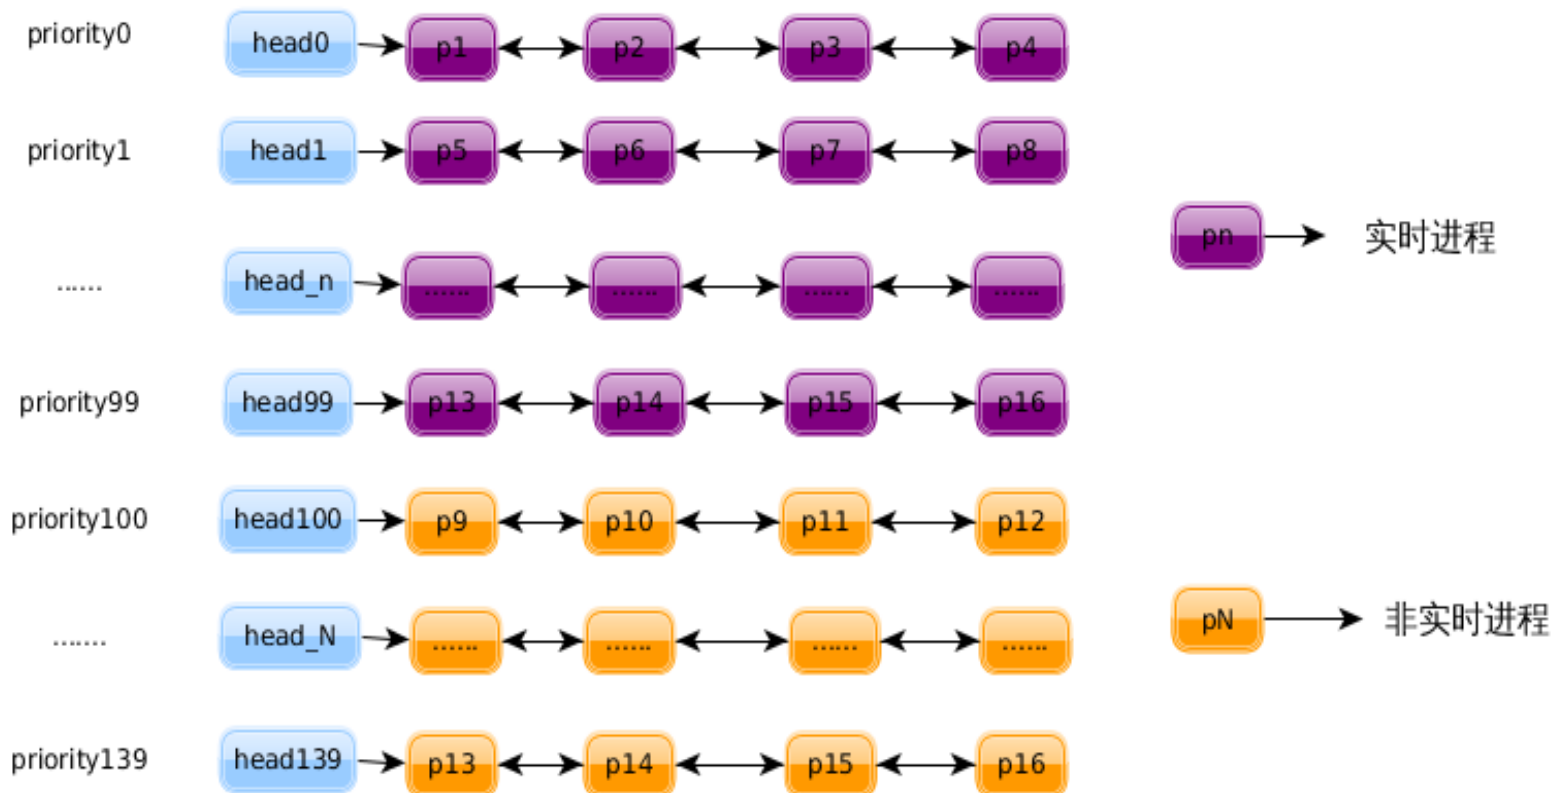 priority0 head0 p1 p2 p3 p4
priority1 head1 p5 p6 p7 p8
pn 实时进程
...... head_n ...... ...... ...... ......
priority99 head99 p13 p14 p15 p16
priority100 head100 p9 p10 p11 p12
pN 非实时进程
....... head_N ...... ...... ...... ......
priority139 head139 p13 p14 p15 p16